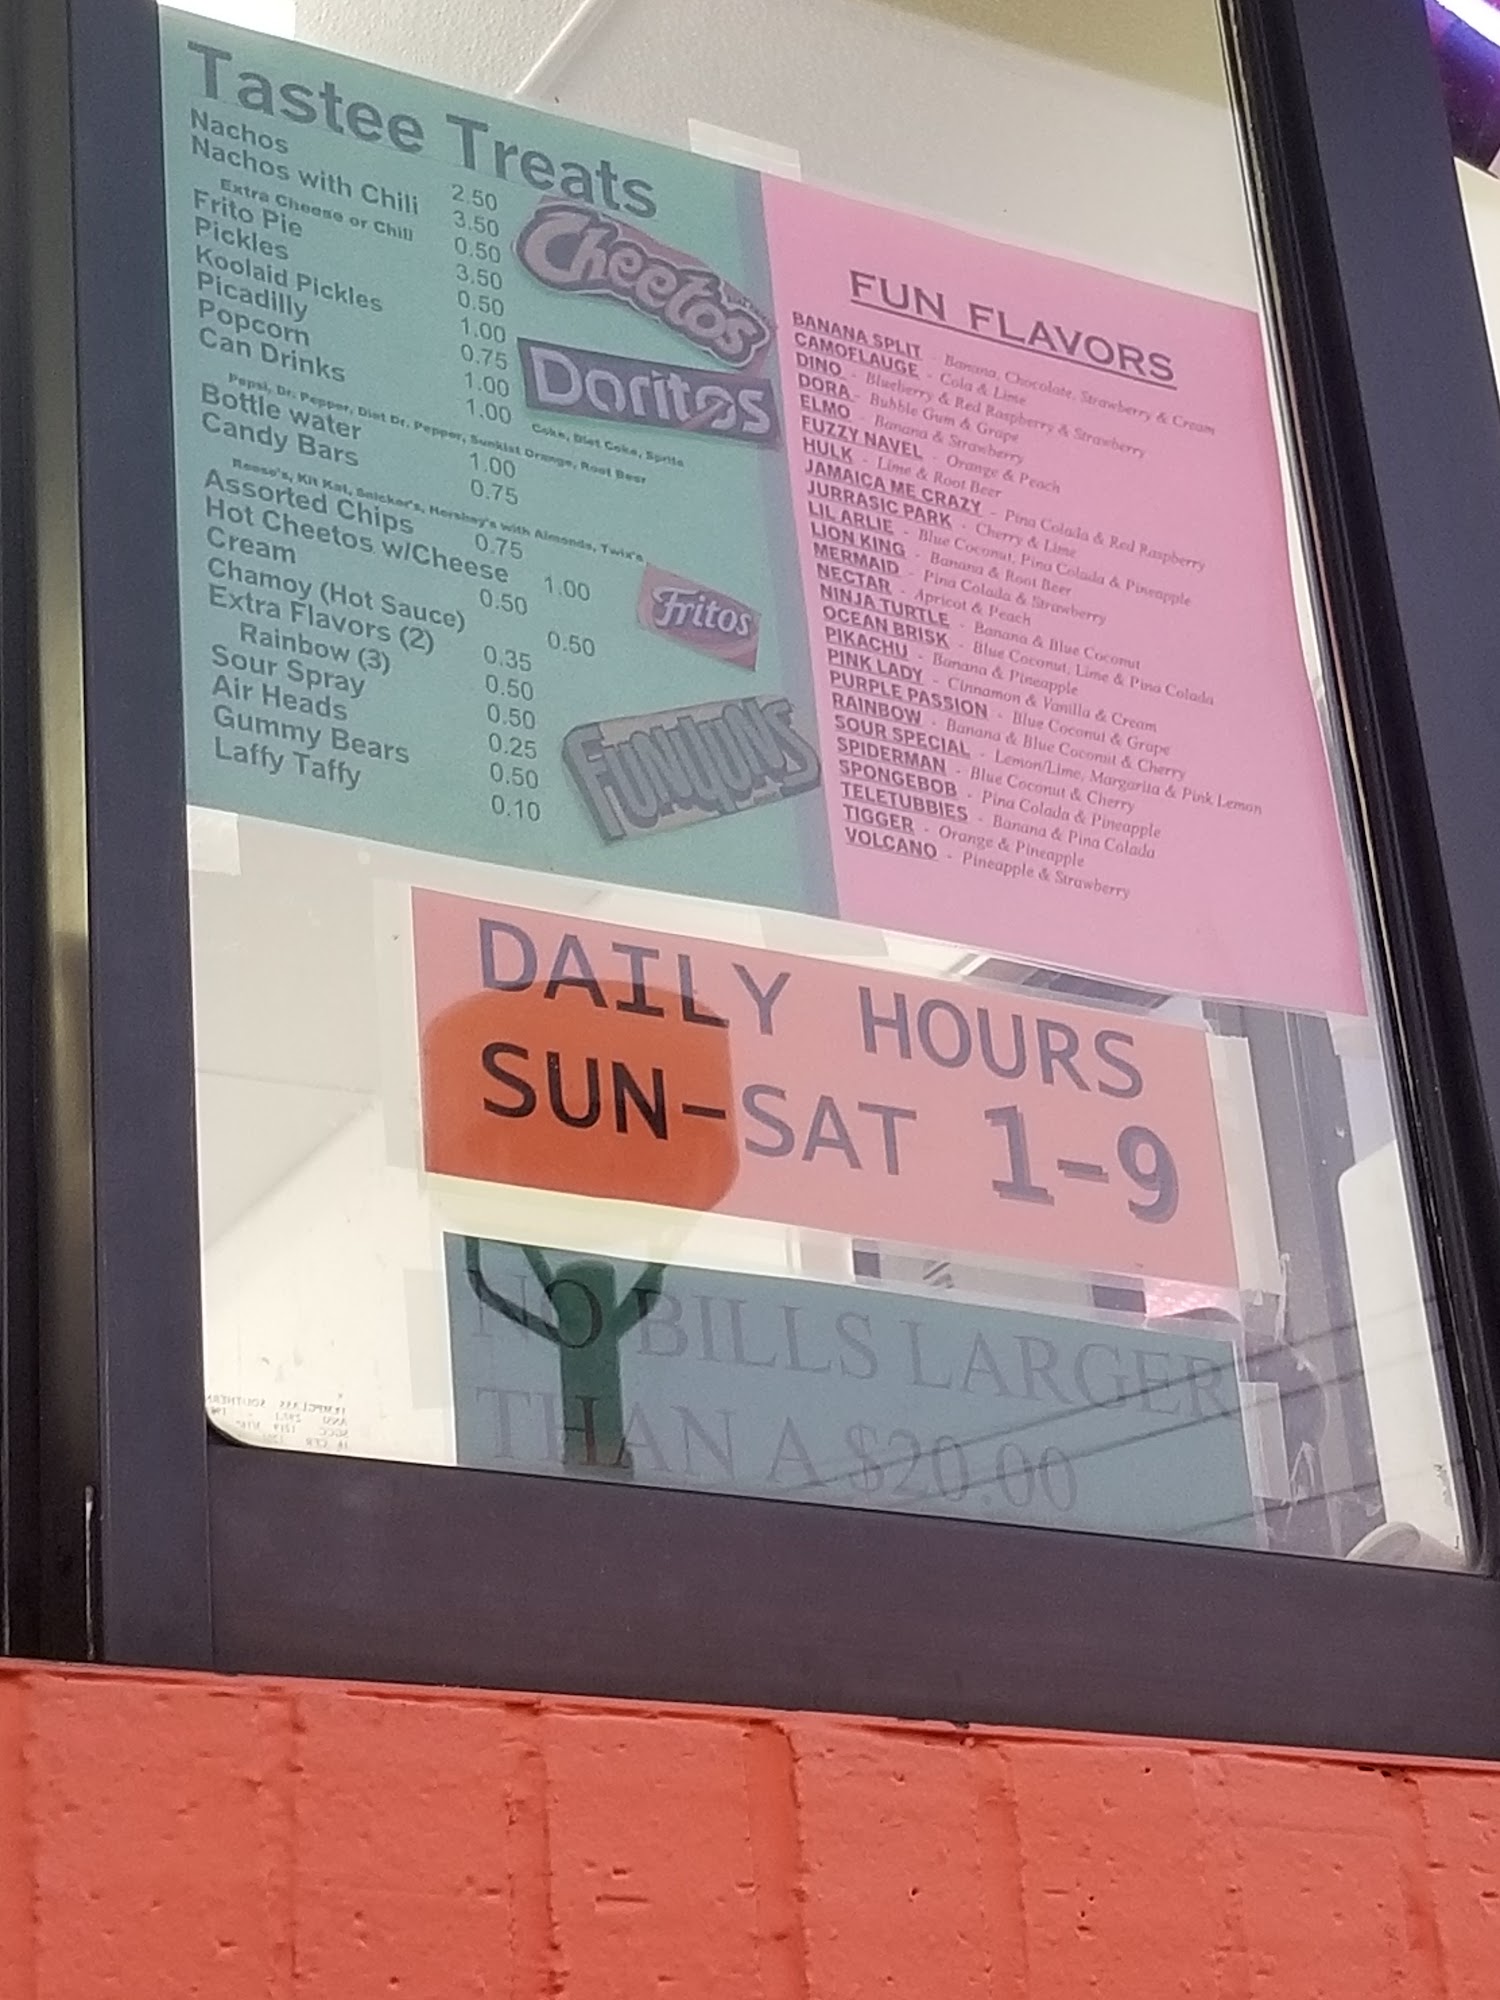 Tastee Treats
Nachos 2.50
Nachos with Chili 3.50
Extra Cheese or Chili 0.50
Frito Pie 3.50
Pickles 0.50
Koolaid Pickles 1.00
Picadilly 0.75
Popcorn 1.00
Can Drinks 1.00
Coke, Diet Coke, Sprite
Pepsi, Dr. Pepper, Diet Dr. Pepper, Sunkist Orange, Root Beer
Bottle water 1.00
Candy Bars 0.75
Reese's, Kit Kat, Snicker's, Hershey's with Almonds, Twix's
Assorted Chips 0.75
Hot Cheetos w/Cheese 1.00
Cream 0.50
Chamoy (Hot Sauce) 0.50
Extra Flavors (2) 0.35
Rainbow (3) 0.50
Sour Spray 0.50
Air Heads 0.25
Gummy Bears 0.50
Laffy Taffy 0.10
Cheetos
Doritos
Fritos
FUNYUNS
FUN FLAVORS
BANANA SPLIT - Banana, Chocolate, Strawberry & Cream
CAMOFLAUGE - Cola & Lime
DINO - Blueberry & Red Raspberry & Strawberry
DORA - Bubble Gum & Grape
ELMO - Banana & Strawberry
FUZZY NAVEL - Orange & Peach
HULK - Lime & Root Beer
JAMAICA ME CRAZY - Pina Colada & Red Raspberry
JURRASIC PARK - Cherry & Lime
LIL ARLIE - Blue Coconut, Pina Colada & Pineapple
LION KING - Banana & Root Beer
MERMAID - Pina Colada & Strawberry
NECTAR - Apricot & Peach
NINJA TURTLE - Banana & Blue Coconut
OCEAN BRISK - Blue Coconut, Lime & Pina Colada
PIKACHU - Banana & Pineapple
PINK LADY - Cinnamon & Vanilla & Cream
PURPLE PASSION - Blue Coconut & Grape
RAINBOW - Banana & Blue Coconut & Cherry
SOUR SPECIAL - Lemon/Lime, Margarita & Pink Lemon
SPIDERMAN - Blue Coconut & Cherry
SPONGEBOB - Pina Colada & Pineapple
TELETUBBIES - Banana & Pina Colada
TIGGER - Orange & Pineapple
VOLCANO - Pineapple & Strawberry
DAILY HOURS
SUN-SAT 1-9
NO BILLS LARGER
THAN A $20.00